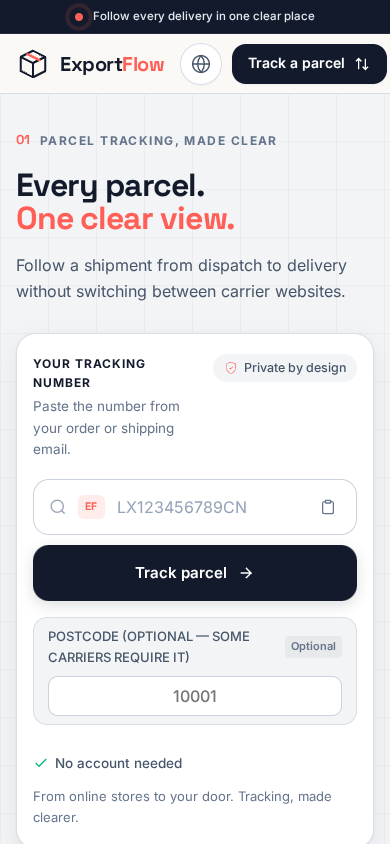 Follow every delivery in one clear place
ExportFlow
Track a parcel
01 PARCEL TRACKING, MADE CLEAR
Every parcel.
One clear view.
Follow a shipment from dispatch to delivery
without switching between carrier websites.
YOUR TRACKING
NUMBER
Private by design
Paste the number from
your order or shipping
email.
EF LX123456789CN
Track parcel
POSTCODE (OPTIONAL — SOME
CARRIERS REQUIRE IT)
Optional
10001
No account needed
From online stores to your door. Tracking, made
clearer.